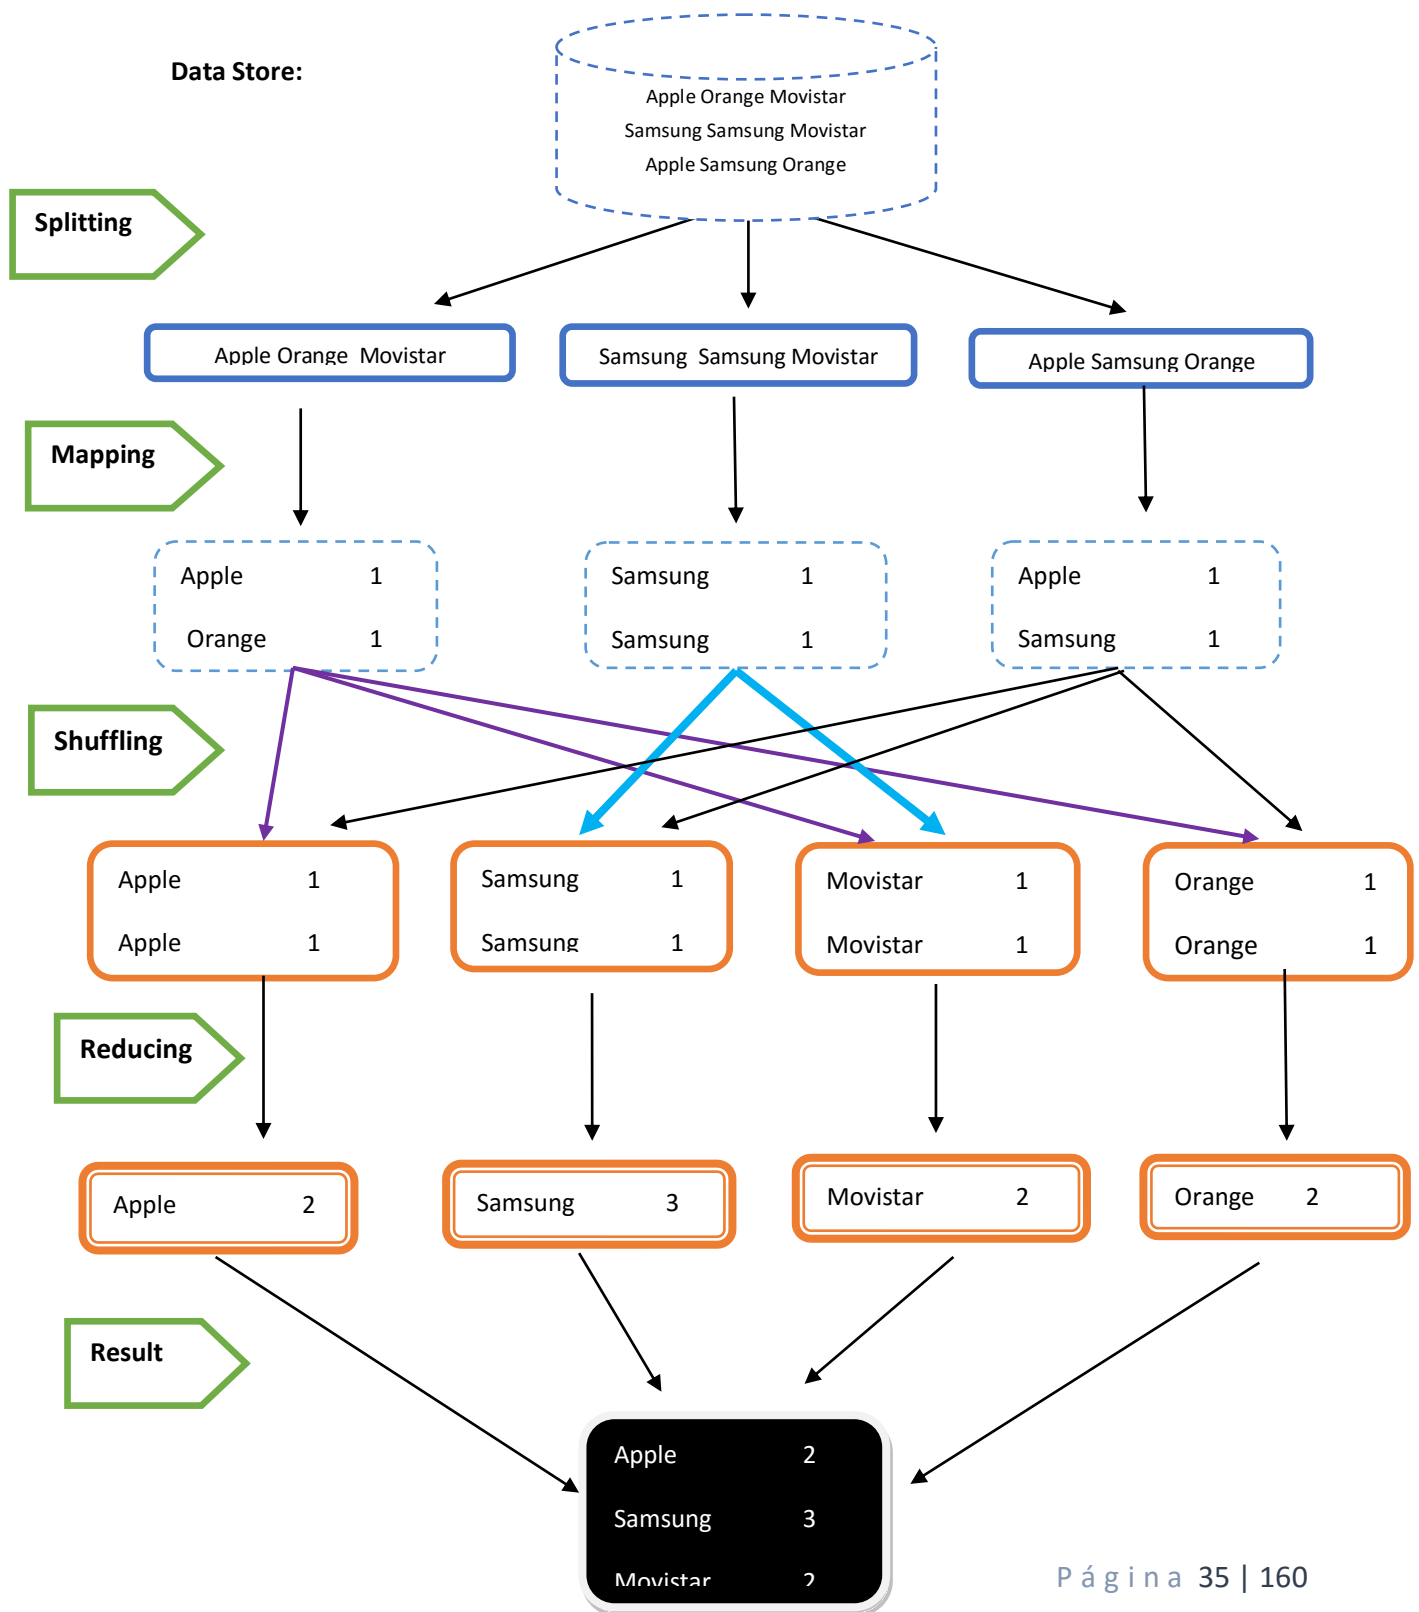 Data Store:
Apple Orange Movistar
Samsung Samsung Movistar
Apple Samsung Orange
Splitting
Apple Orange Movistar
Samsung Samsung Movistar
Apple Samsung Orange
Mapping
Apple 1
Orange 1
Samsung 1
Samsung 1
Apple 1
Samsung 1
Shuffling
Apple 1
Apple 1
Samsung 1
Samsung 1
Movistar 1
Movistar 1
Orange 1
Orange 1
Reducing
Apple 2
Samsung 3
Movistar 2
Orange 2
Result
Apple 2
Samsung 3
Movistar 2
Página 35 | 160